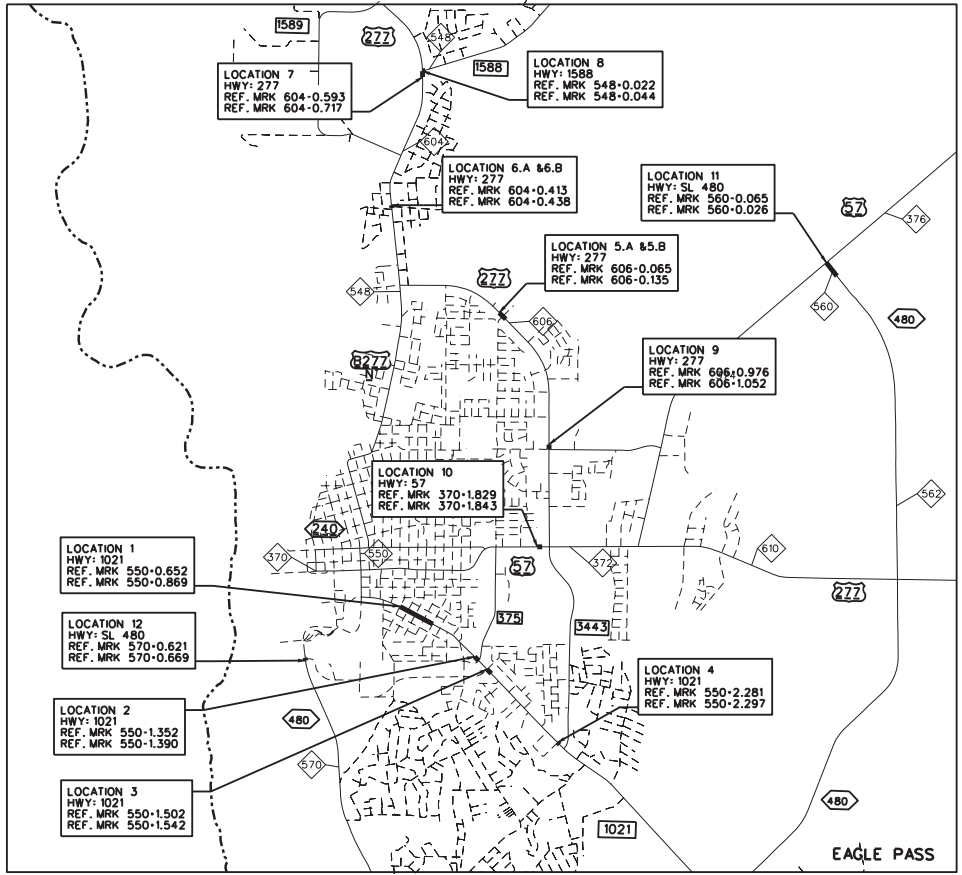 1589
277
548
1588
LOCATION 7
HWY: 277
REF. MRK 604-0.593
REF. MRK 604-0.717
LOCATION 8
HWY: 1588
REF. MRK 548+0.022
REF. MRK 548+0.044
604
LOCATION 6.A &6.B
HWY: 277
REF. MRK 604+0.413
REF. MRK 604+0.438
LOCATION 11
HWY: SL 480
REF. MRK 560+0.065
REF. MRK 560+0.026
57
376
LOCATION 5.A &5.B
HWY: 277
REF. MRK 606-0.065
REF. MRK 606-0.135
277
548
606
560
480
B277
N
LOCATION 9
HWY: 277
REF. MRK 606+0.976
REF. MRK 606+1.052
LOCATION 10
HWY: 57
REF. MRK 370+1.829
REF. MRK 370+1.843
562
240
370
550
57
372
610
277
LOCATION 1
HWY: 1021
REF. MRK 550+0.652
REF. MRK 550+0.869
375
3443
LOCATION 12
HWY: SL 480
REF. MRK 570+0.621
REF. MRK 570+0.669
LOCATION 4
HWY: 1021
REF. MRK 550+2.281
REF. MRK 550+2.297
LOCATION 2
HWY: 1021
REF. MRK 550+1.352
REF. MRK 550+1.390
480
570
LOCATION 3
HWY: 1021
REF. MRK 550+1.502
REF. MRK 550+1.542
480
1021
EAGLE PASS